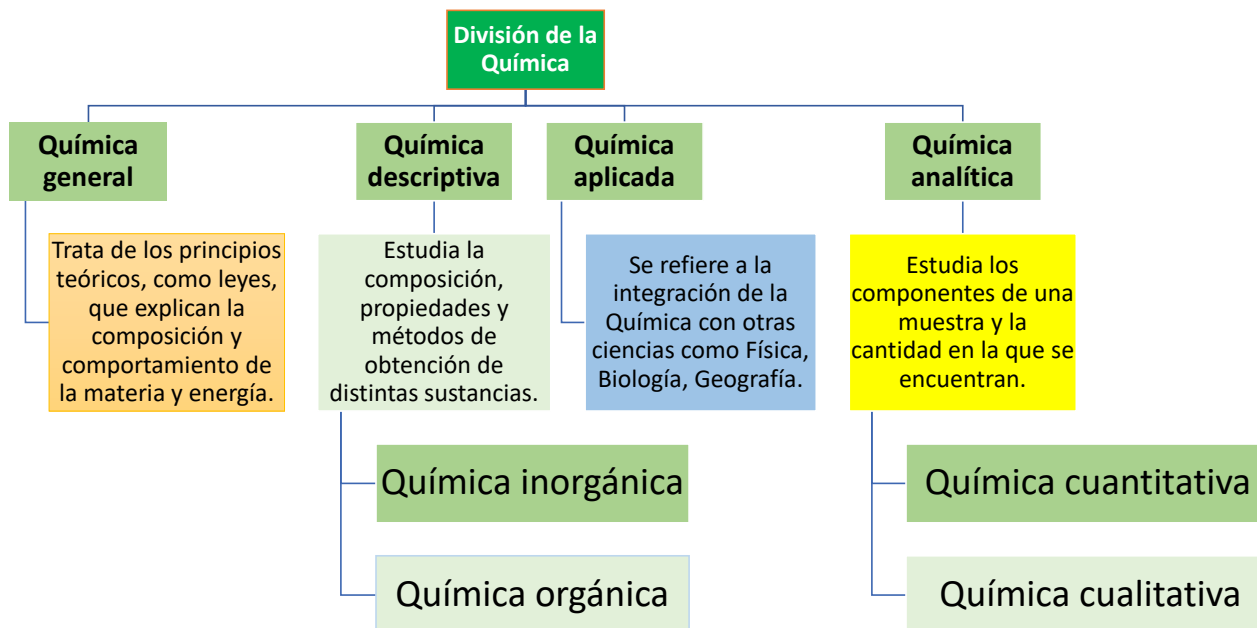 División de la
Química
Química
general
Química
descriptiva
Química
aplicada
Química
analítica
Trata de los principios
teóricos, como leyes,
que explican la
composición y
comportamiento de
la materia y energía.
Estudia la
composición,
propiedades y
métodos de
obtención de
distintas sustancias.
Se refiere a la
integración de la
Química con otras
ciencias como Física,
Biología, Geografía.
Estudia los
componentes de una
muestra y la
cantidad en la que se
encuentran.
Química inorgánica
Química orgánica
Química cuantitativa
Química cualitativa